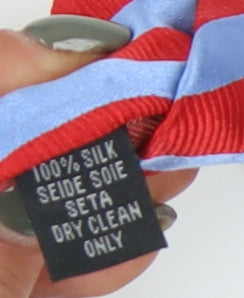 100% SILK
SEIDE SOIE
SETA
DRY CLEAN
ONLY